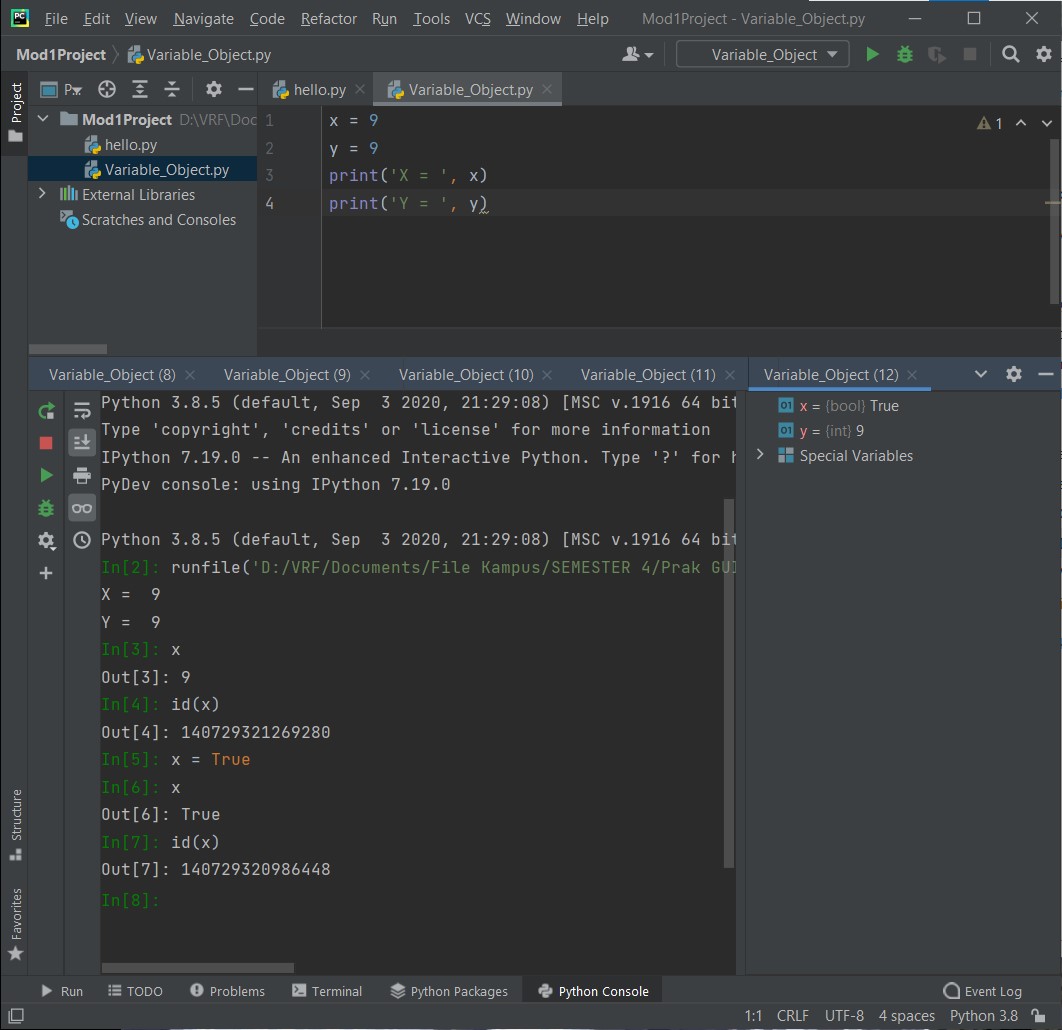 PC File Edit View Navigate Code Refactor Run Tools VCS Window Help Mod1Project - Variable_Object.py
Mod1Project Variable_Object.py Variable_Object
Project
P hello.py Variable_Object.py
Mod1Project D:\VRF\Doc
hello.py
Variable_Object.py
External Libraries
Scratches and Consoles
1 x = 9
2 y = 9
3 print('X = ', x)
4 print('Y = ', y)
1
Variable_Object (8) Variable_Object (9) Variable_Object (10) Variable_Object (11) Variable_Object (12)
Python 3.8.5 (default, Sep  3 2020, 21:29:08) [MSC v.1916 64 bit
Type 'copyright', 'credits' or 'license' for more information
IPython 7.19.0 -- An enhanced Interactive Python. Type '?' for h
PyDev console: using IPython 7.19.0
Python 3.8.5 (default, Sep  3 2020, 21:29:08) [MSC v.1916 64 bit
In[2]: runfile('D:/VRF/Documents/File Kampus/SEMESTER 4/Prak GUI
X =  9
Y =  9
In[3]: x
Out[3]: 9
In[4]: id(x)
Out[4]: 140729321269280
In[5]: x = True
In[6]: x
Out[6]: True
In[7]: id(x)
Out[7]: 140729320986448
In[8]:
01 x = {bool} True
01 y = {int} 9
Special Variables
Structure
Favorites
Run TODO Problems Terminal Python Packages Python Console Event Log
1:1 CRLF UTF-8 4 spaces Python 3.8